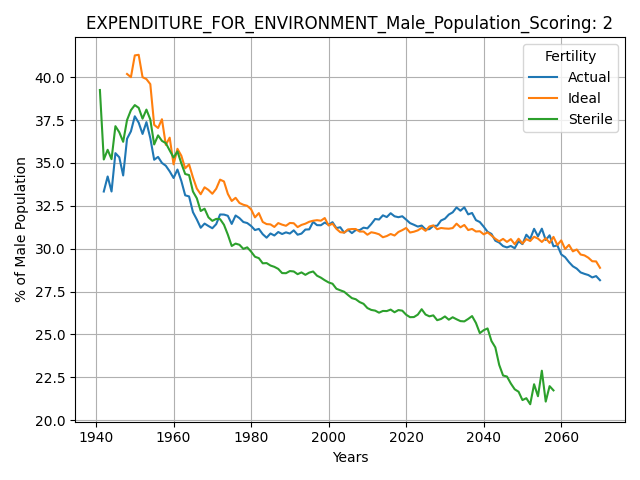 EXPENDITURE_FOR_ENVIRONMENT_Male_Population_Scoring: 2
Fertility
Actual
Ideal
Sterile
% of Male Population
40.0
37.5
35.0
32.5
30.0
27.5
25.0
22.5
20.0
1940 1960 1980 2000 2020 2040 2060
Years